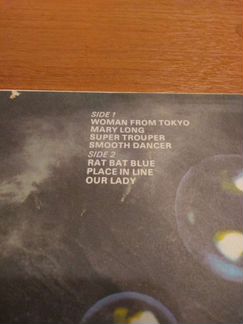 SIDE 1
WOMAN FROM TOKYO
MARY LONG
SUPER TROUPER
SMOOTH DANCER
SIDE 2
RAT BAT BLUE
PLACE IN LINE
OUR LADY